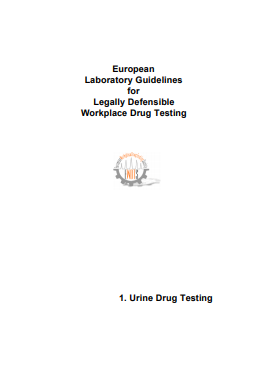 European
Laboratory Guidelines
for
Legally Defensible
Workplace Drug Testing
1. Urine Drug Testing